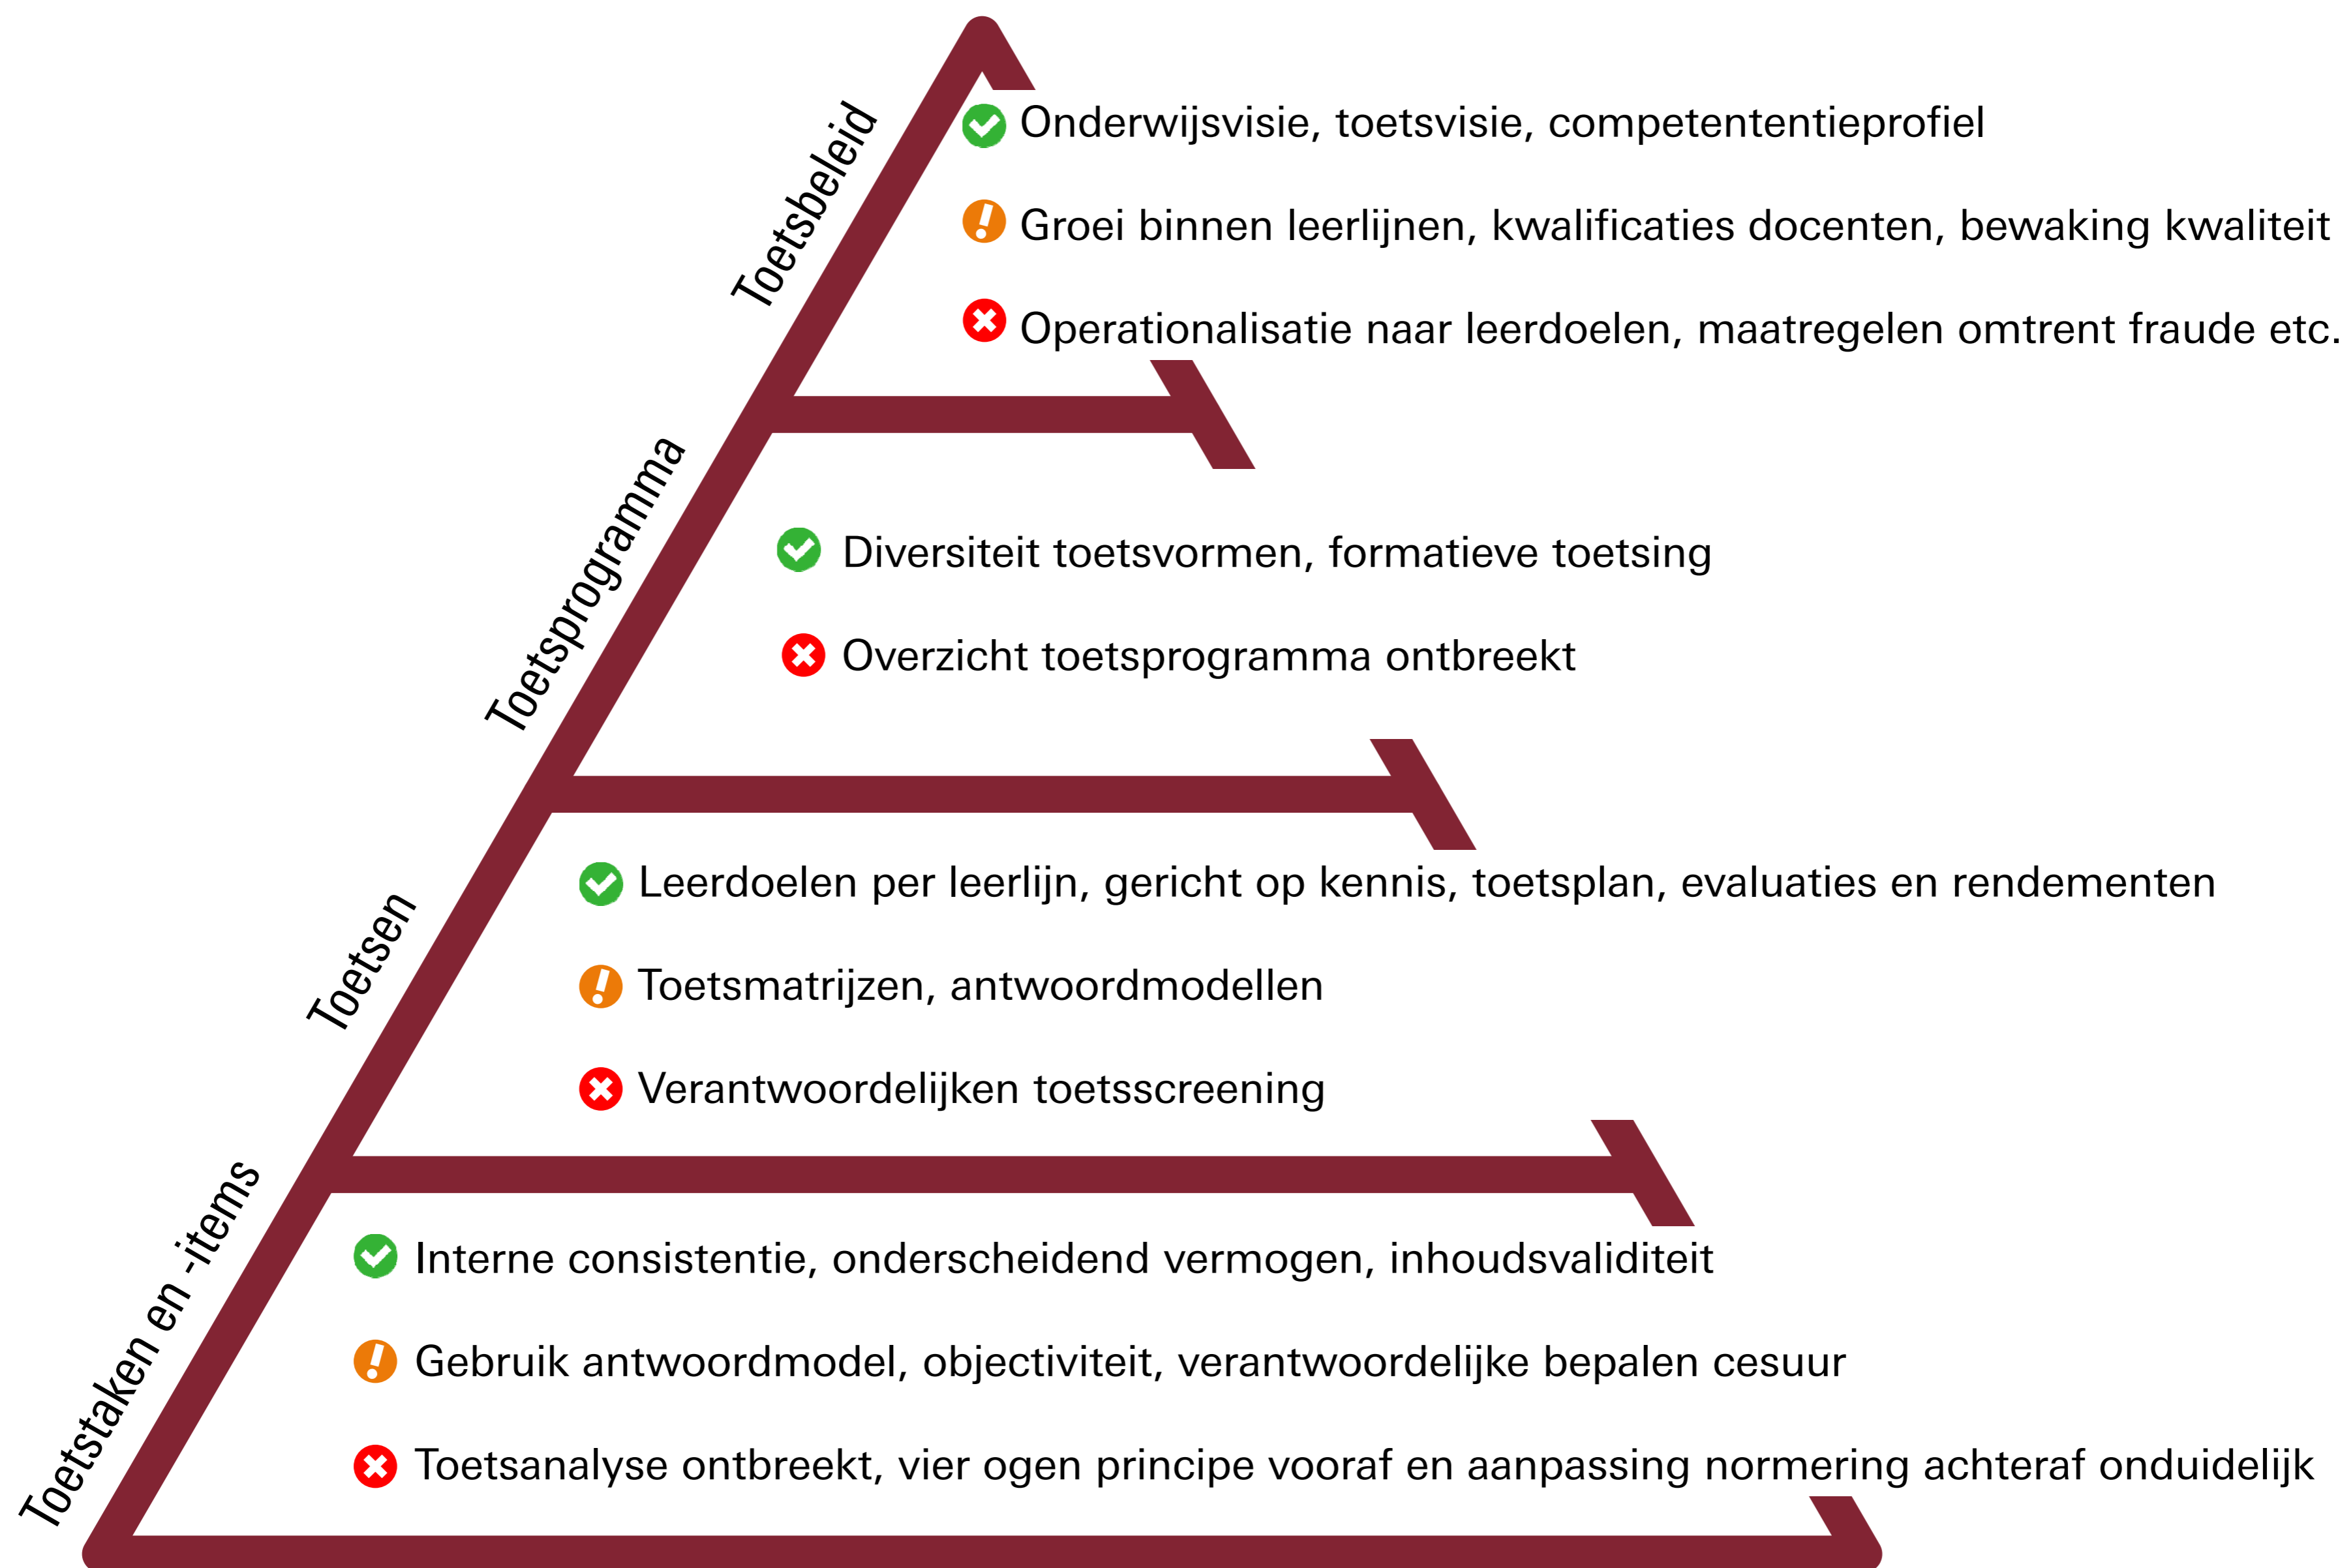 Toetsbeleid
Onderwijsvisie, toetsvisie, competententieprofiel
Groei binnen leerlijnen, kwalificaties docenten, bewaking kwaliteit
Operationalisatie naar leerdoelen, maatregelen omtrent fraude etc.
Toetsprogramma
Diversiteit toetsvormen, formatieve toetsing
Overzicht toetsprogramma ontbreekt
Toetsen
Leerdoelen per leerlijn, gericht op kennis, toetsplan, evaluaties en rendementen
Toetsmatrijzen, antwoordmodellen
Verantwoordelijken toetsscreening
Toetstaken en -items
Interne consistentie, onderscheidend vermogen, inhoudsvaliditeit
Gebruik antwoordmodel, objectiviteit, verantwoordelijke bepalen cesuur
Toetsanalyse ontbreekt, vier ogen principe vooraf en aanpassing normering achteraf onduidelijk